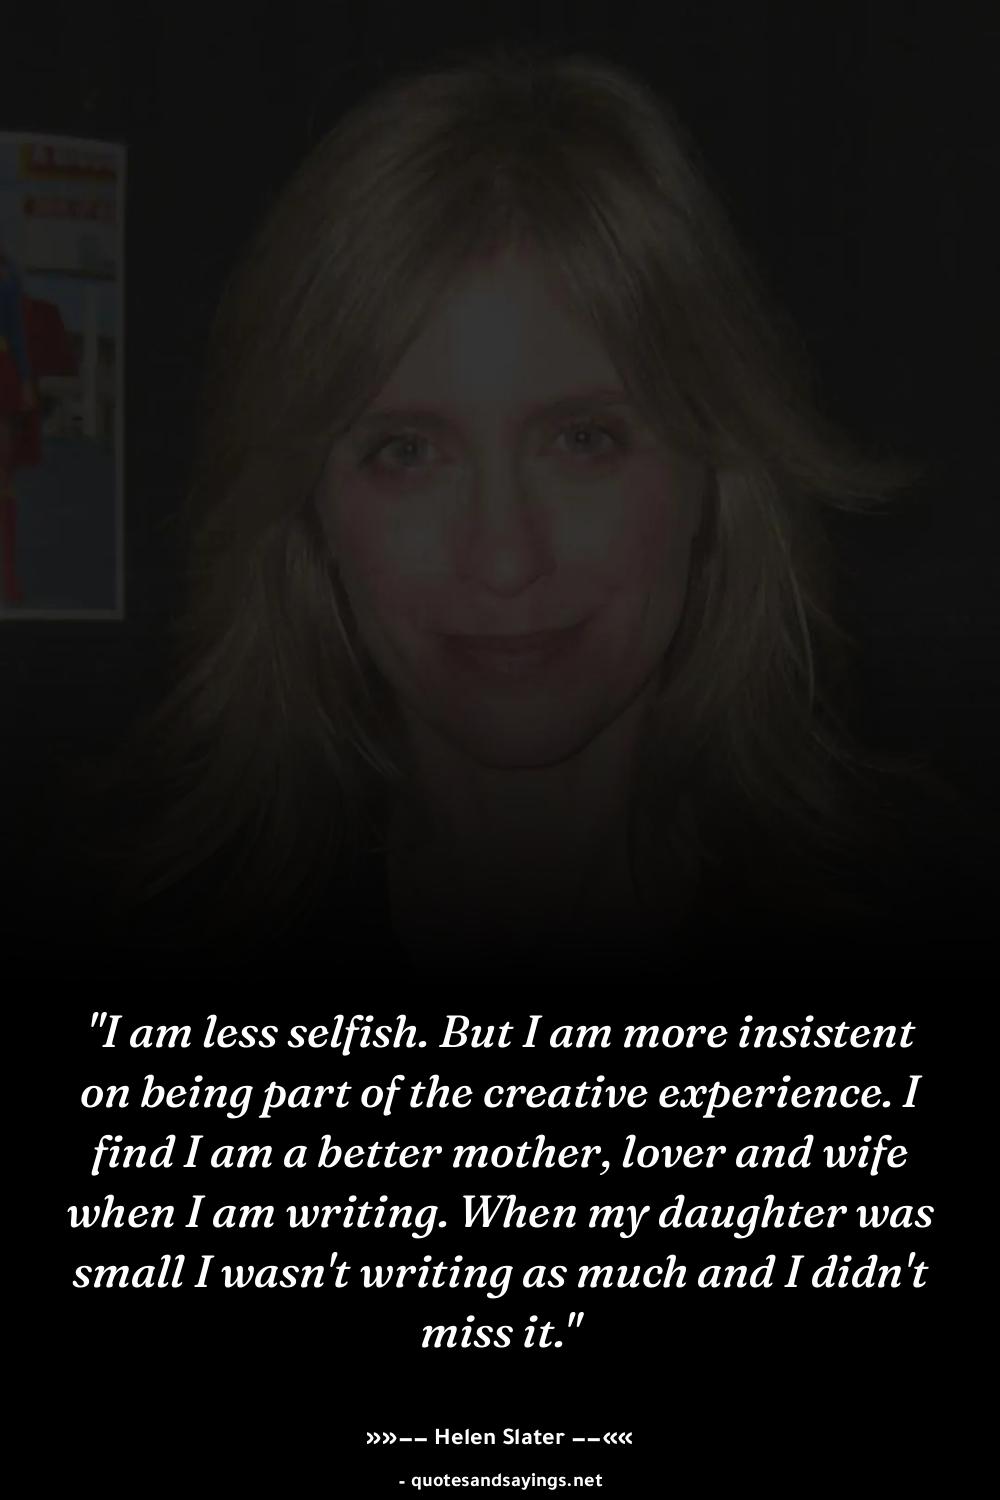 "I am less selfish. But I am more insistent
on being part of the creative experience. I
find I am a better mother, lover and wife
when I am writing. When my daughter was
small I wasn't writing as much and I didn't
miss it."
»»–– Helen Slater ––««
- quotesandsayings.net